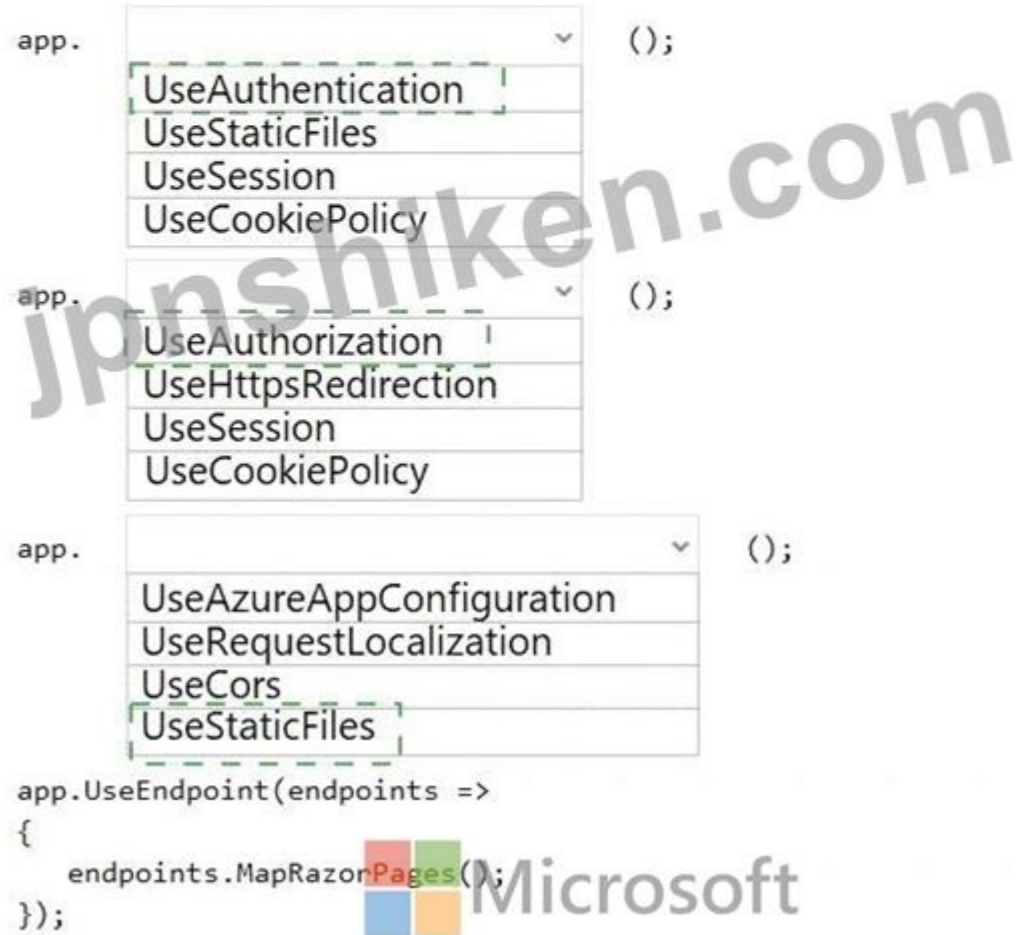 app. ();
UseAuthentication
UseStaticFiles
UseSession
UseCookiePolicy
app. ();
UseAuthorization
UseHttpsRedirection
UseSession
UseCookiePolicy
app. ();
UseAzureAppConfiguration
UseRequestLocalization
UseCors
UseStaticFiles
app.UseEndpoint(endpoints =>
{
endpoints.MapRazorPages();
});
Microsoft
jpnshiken.com